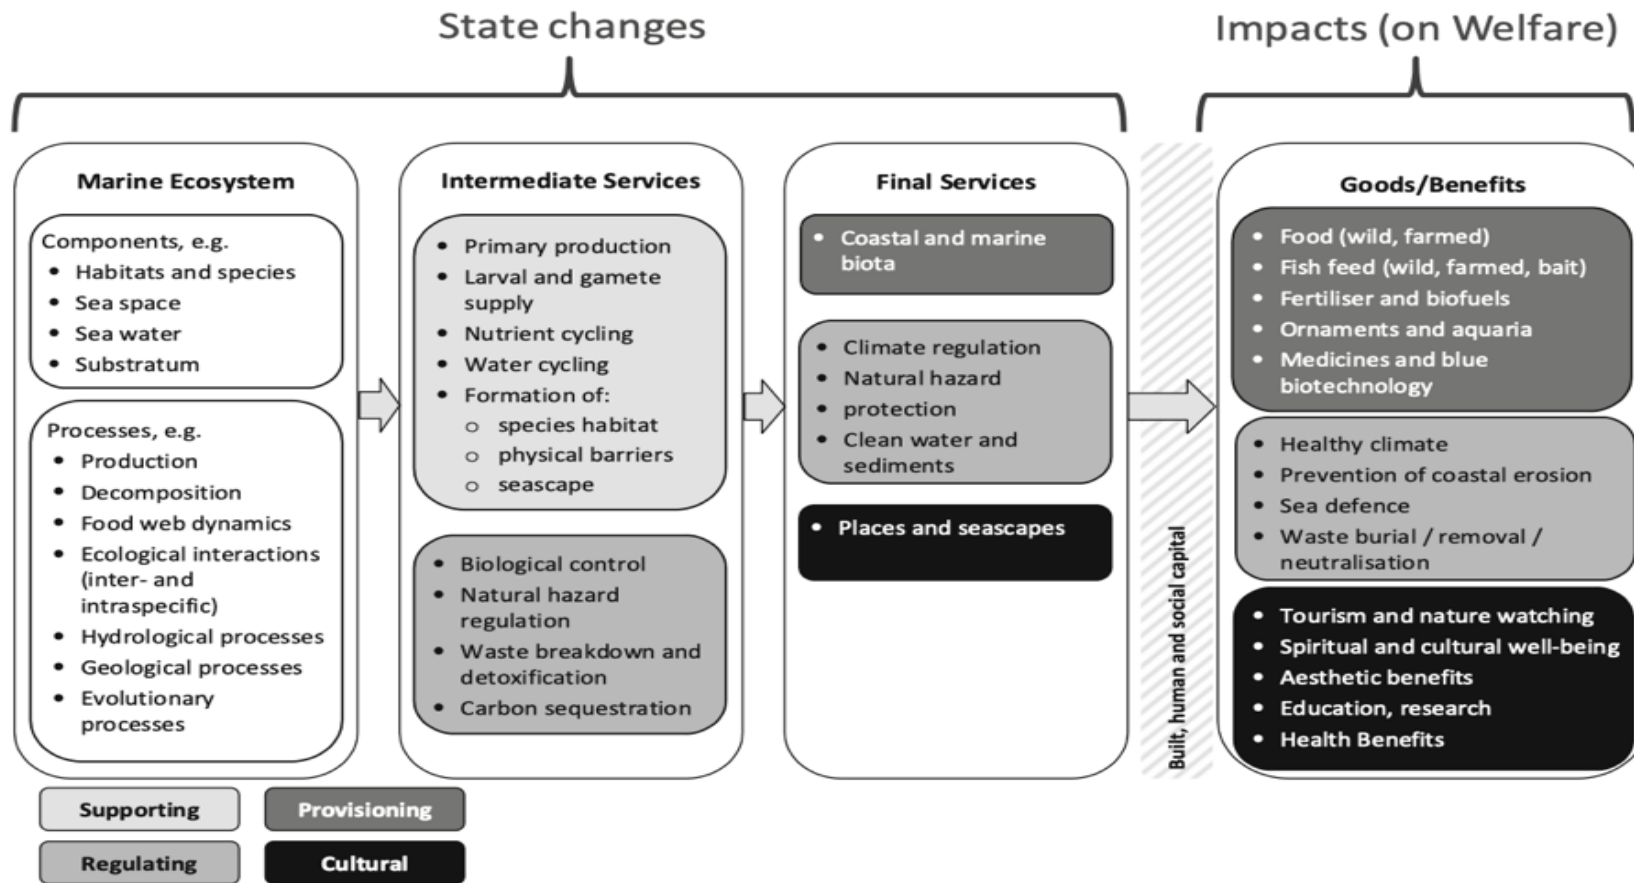 State changes
Impacts (on Welfare)
Marine Ecosystem
Components, e.g.
• Habitats and species
• Sea space
• Sea water
• Substratum
Processes, e.g.
• Production
• Decomposition
• Food web dynamics
• Ecological interactions
(inter- and
intraspecific)
• Hydrological processes
• Geological processes
• Evolutionary
processes
Intermediate Services
• Primary production
• Larval and gamete
supply
• Nutrient cycling
• Water cycling
• Formation of:
o species habitat
o physical barriers
o seascape
• Biological control
• Natural hazard
regulation
• Waste breakdown and
detoxification
• Carbon sequestration
Final Services
• Coastal and marine
biota
• Climate regulation
• Natural hazard
• protection
• Clean water and
sediments
• Places and seascapes
Built, human and social capital
Goods/Benefits
• Food (wild, farmed)
• Fish feed (wild, farmed, bait)
• Fertiliser and biofuels
• Ornaments and aquaria
• Medicines and blue
biotechnology
• Healthy climate
• Prevention of coastal erosion
• Sea defence
• Waste burial / removal /
neutralisation
• Tourism and nature watching
• Spiritual and cultural well-being
• Aesthetic benefits
• Education, research
• Health Benefits
Supporting
Provisioning
Regulating
Cultural